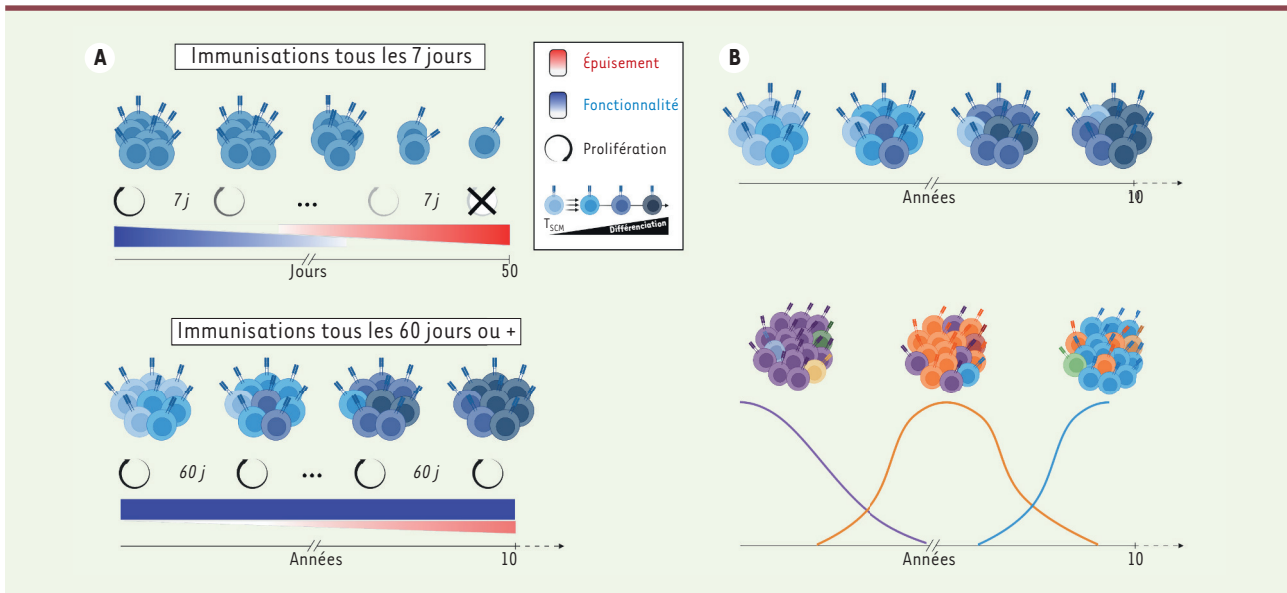 A
Immunisations tous les 7 jours
7 j
...
7 j
Jours
50
Immunisations tous les 60 jours ou +
60 j
...
60 j
Années
10
Épuisement
Fonctionnalité
Prolifération
TSCM
Différenciation
B
Années
10
Années
10